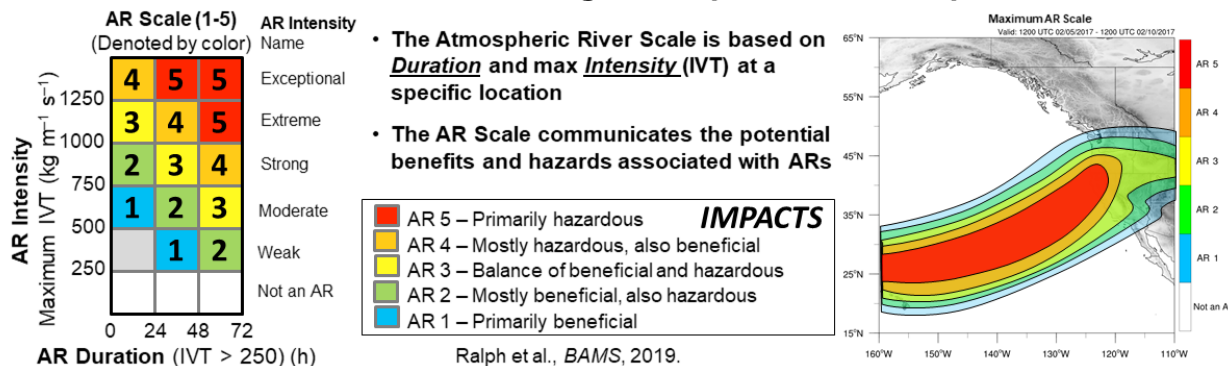 AR Scale (1-5)
(Denoted by color)
AR Intensity
Name
4 5 5
Exceptional
1250
3 4 5
Extreme
1000
2 3 4
Strong
750
1 2 3
Moderate
500
1 2
Weak
250
Not an AR
0 24 48 72
AR Intensity
Maximum IVT (kg m⁻¹ s⁻¹)
AR Duration (IVT > 250) (h)
• The Atmospheric River Scale is based on
Duration and max Intensity (IVT) at a
specific location
• The AR Scale communicates the potential
benefits and hazards associated with ARs
IMPACTS
AR 5 – Primarily hazardous
AR 4 – Mostly hazardous, also beneficial
AR 3 – Balance of beneficial and hazardous
AR 2 – Mostly beneficial, also hazardous
AR 1 – Primarily beneficial
Ralph et al., BAMS, 2019.
Maximum AR Scale
Valid: 1200 UTC 02/05/2017 - 1200 UTC 02/10/2017
65°N
55°N
45°N
35°N
25°N
15°N
160°W 150°W 140°W 130°W 120°W 110°W
AR 5
AR 4
AR 3
AR 2
AR 1
Not an A